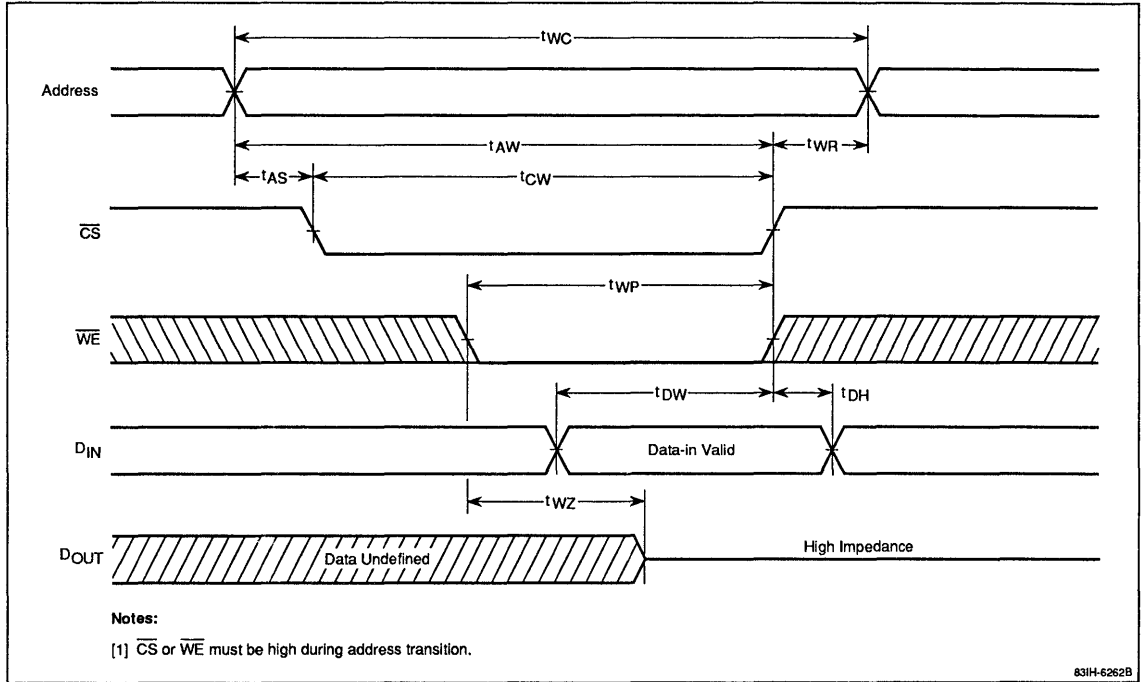 tWC
Address
tAW
tWR
tAS
tCW
CS
tWP
WE
tDW
tDH
DIN
Data-in Valid
tWZ
DOUT
Data Undefined
High Impedance
Notes:
[1] CS or WE must be high during address transition.
83IH-6262B